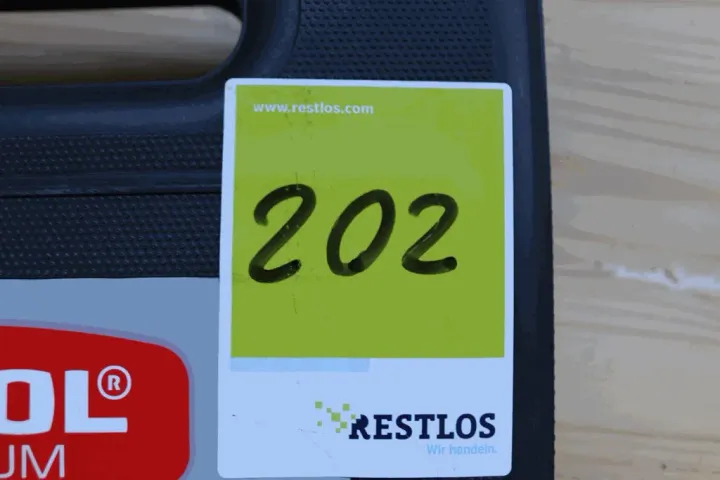 www.restlos.com
202
OL®
UM
RESTLOS
Wir handeln.